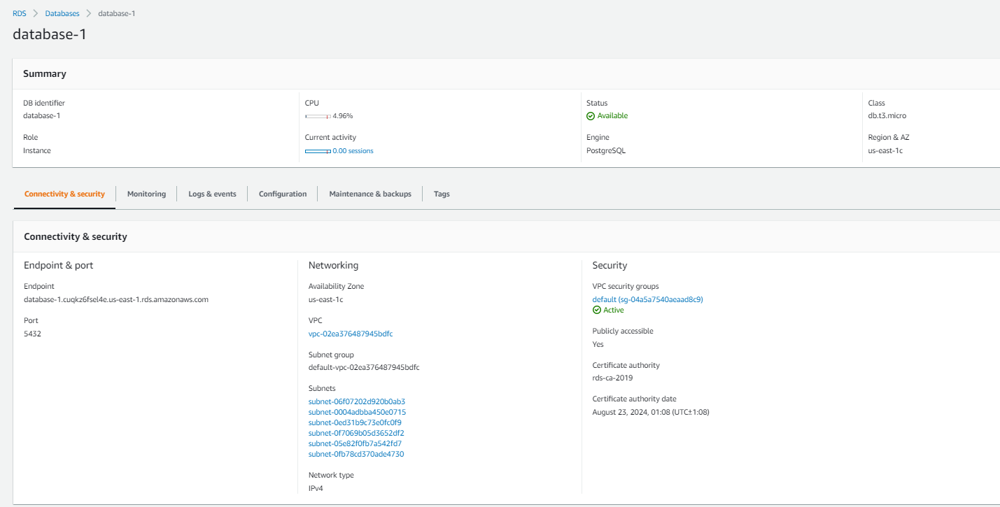 RDS > Databases > database-1
database-1
Summary
DB identifier
database-1
Role
Instance
CPU
4.96%
Current activity
0.00 sessions
Status
Available
Engine
PostgreSQL
Class
db.t3.micro
Region & AZ
us-east-1c
Connectivity & security
Monitoring
Logs & events
Configuration
Maintenance & backups
Tags
Connectivity & security
Endpoint & port
Endpoint
database-1.cuqkz6fsel4e.us-east-1.rds.amazonaws.com
Port
5432
Networking
Availability Zone
us-east-1c
VPC
vpc-02ea376487945bdfc
Subnet group
default-vpc-02ea376487945bdfc
Subnets
subnet-06f07202d920b0ab3
subnet-0004adbba450e0715
subnet-0ed31b9c73e0fc0f9
subnet-0f7069b05d3652df2
subnet-05e82f0fb7a542fd7
subnet-0fb78cd370ade4730
Network type
IPv4
Security
VPC security groups
default (sg-04a5a7540aeaad8c9)
Active
Publicly accessible
Yes
Certificate authority
rds-ca-2019
Certificate authority date
August 23, 2024, 01:08 (UTC±1:08)